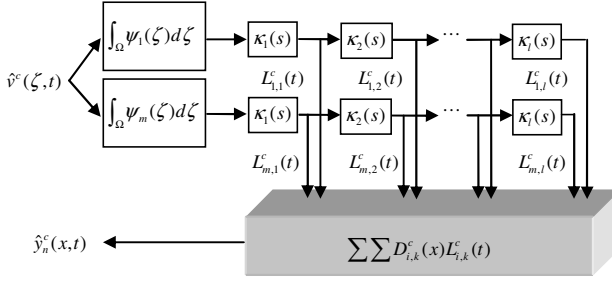 ∫_Ω ψ_1(ζ)dζ κ_1(s) κ_2(s) ⋯ κ_l(s)
L^c_{1,1}(t) L^c_{1,2}(t) L^c_{1,l}(t)
v̂^c(ζ,t)
∫_Ω ψ_m(ζ)dζ κ_1(s) κ_2(s) ⋯ κ_l(s)
L^c_{m,1}(t) L^c_{m,2}(t) L^c_{m,l}(t)
ŷ^c_n(x,t) ∑∑D^c_{i,k}(x)L^c_{i,k}(t)